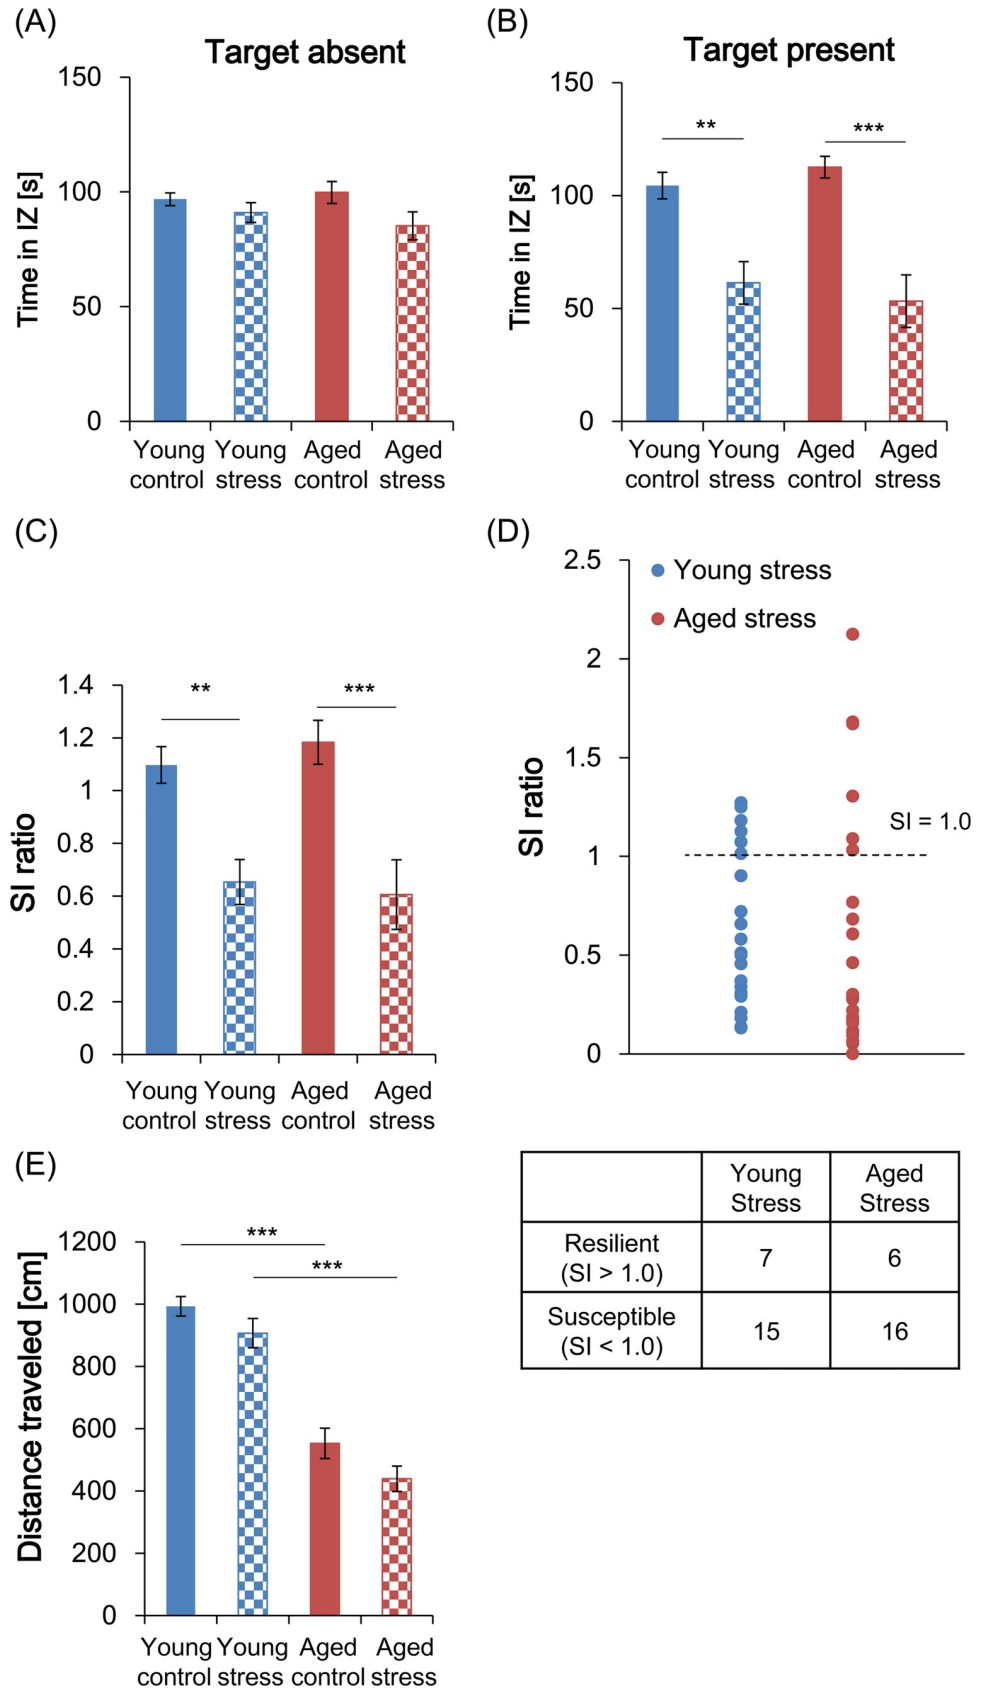 (A)
Target absent
150
100
50
0
Time in IZ [s]
Young Young Aged Aged
control stress control stress
(B)
Target present
150
100
50
0
Time in IZ [s]
** ***
Young Young Aged Aged
control stress control stress
(C)
1.4
1.2
1
0.8
0.6
0.4
0.2
0
SI ratio
** ***
Young Young Aged Aged
control stress control stress
(D)
2.5
2
1.5
1
0.5
0
SI ratio
Young stress
Aged stress
SI = 1.0
Young Aged
Stress Stress
Resilient
(SI > 1.0)
7 6
Susceptible
(SI < 1.0)
15 16
(E)
1200
1000
800
600
400
200
0
Distance traveled [cm]
***
***
Young Young Aged Aged
control stress control stress